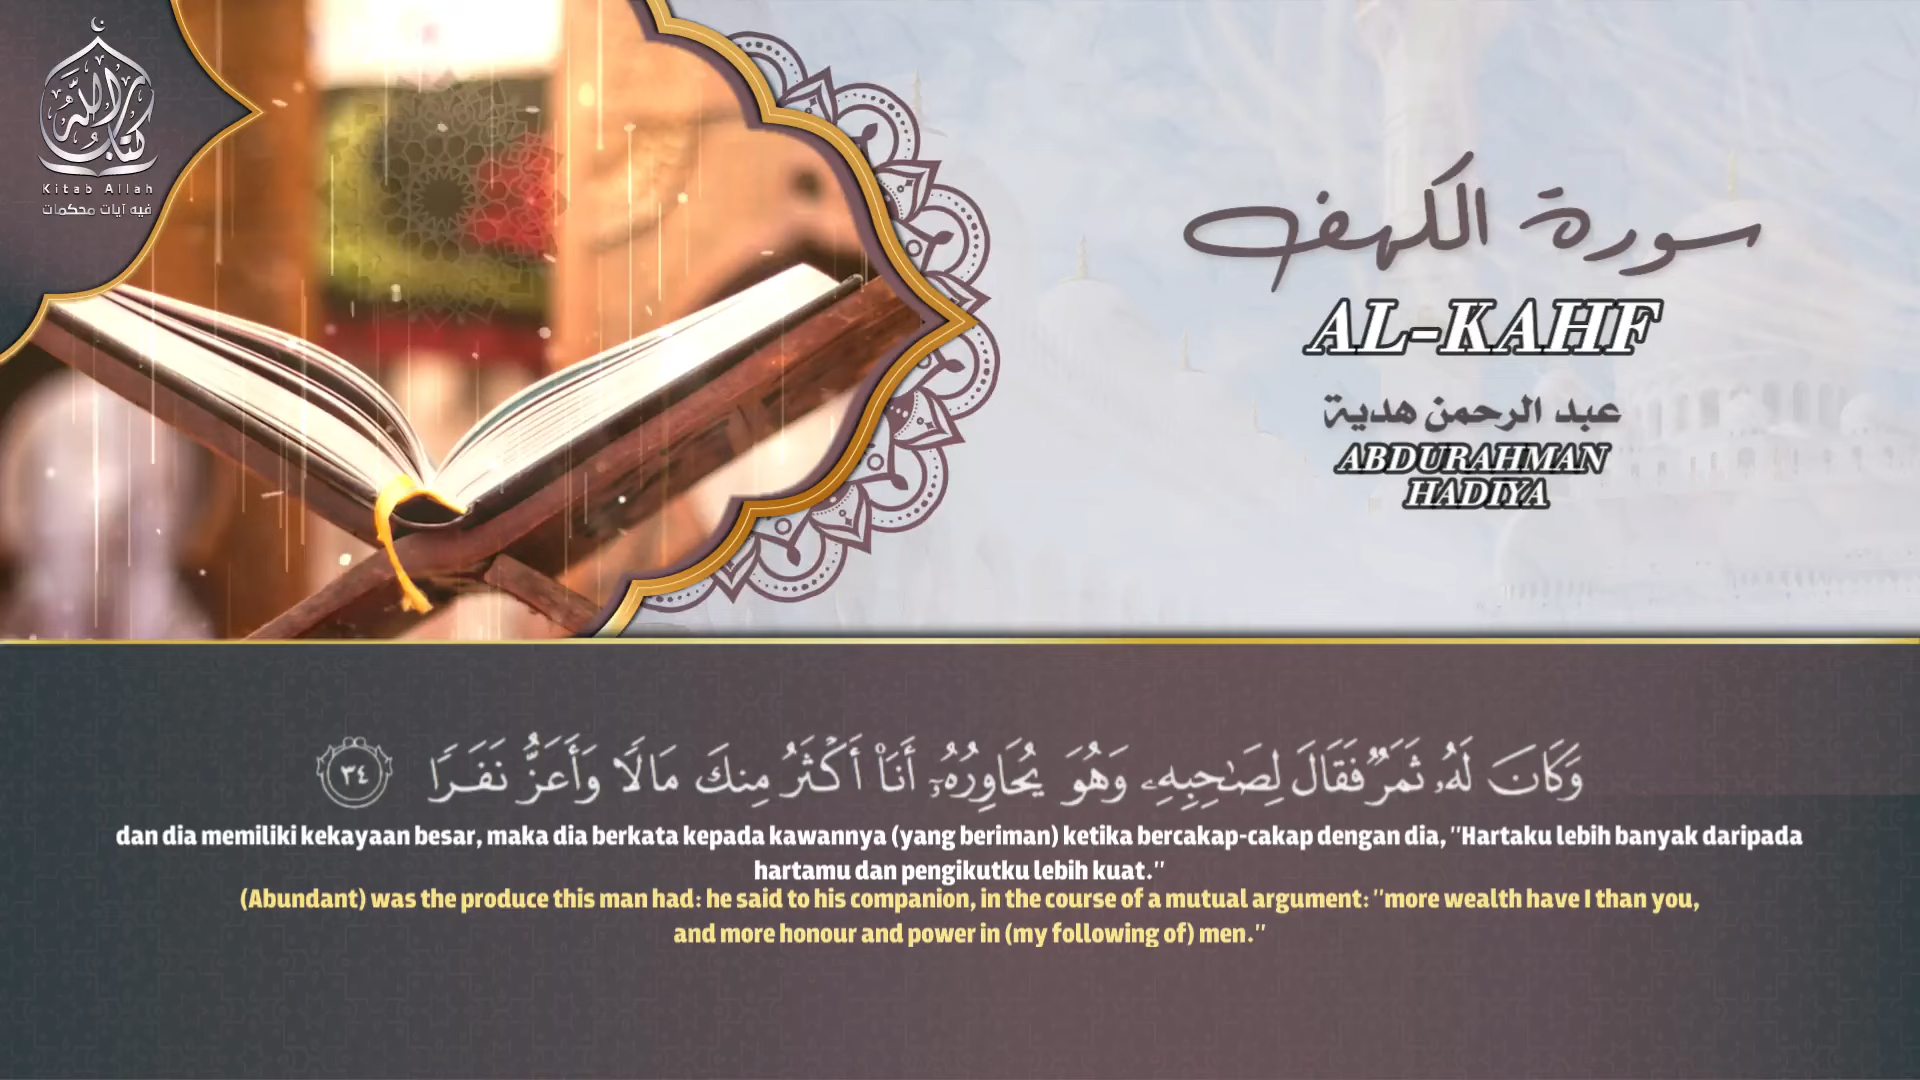 كتاب الله
Kitab Allah
فيه آيات محكمات
سورة الكهف
AL-KAHF
عبد الرحمن هدية
ABDURAHMAN
HADIYA
وَكَانَ لَهُۥ ثَمَرٌ فَقَالَ لِصَٰحِبِهِۦ وَهُوَ يُحَاوِرُهُۥٓ أَنَا۠ أَكْثَرُ مِنكَ مَالًا وَأَعَزُّ نَفَرًا ٣٤
dan dia memiliki kekayaan besar, maka dia berkata kepada kawannya (yang beriman) ketika bercakap-cakap dengan dia, "Hartaku lebih banyak daripada
hartamu dan pengikutku lebih kuat."
(Abundant) was the produce this man had: he said to his companion, in the course of a mutual argument: "more wealth have I than you,
and more honour and power in (my following of) men."